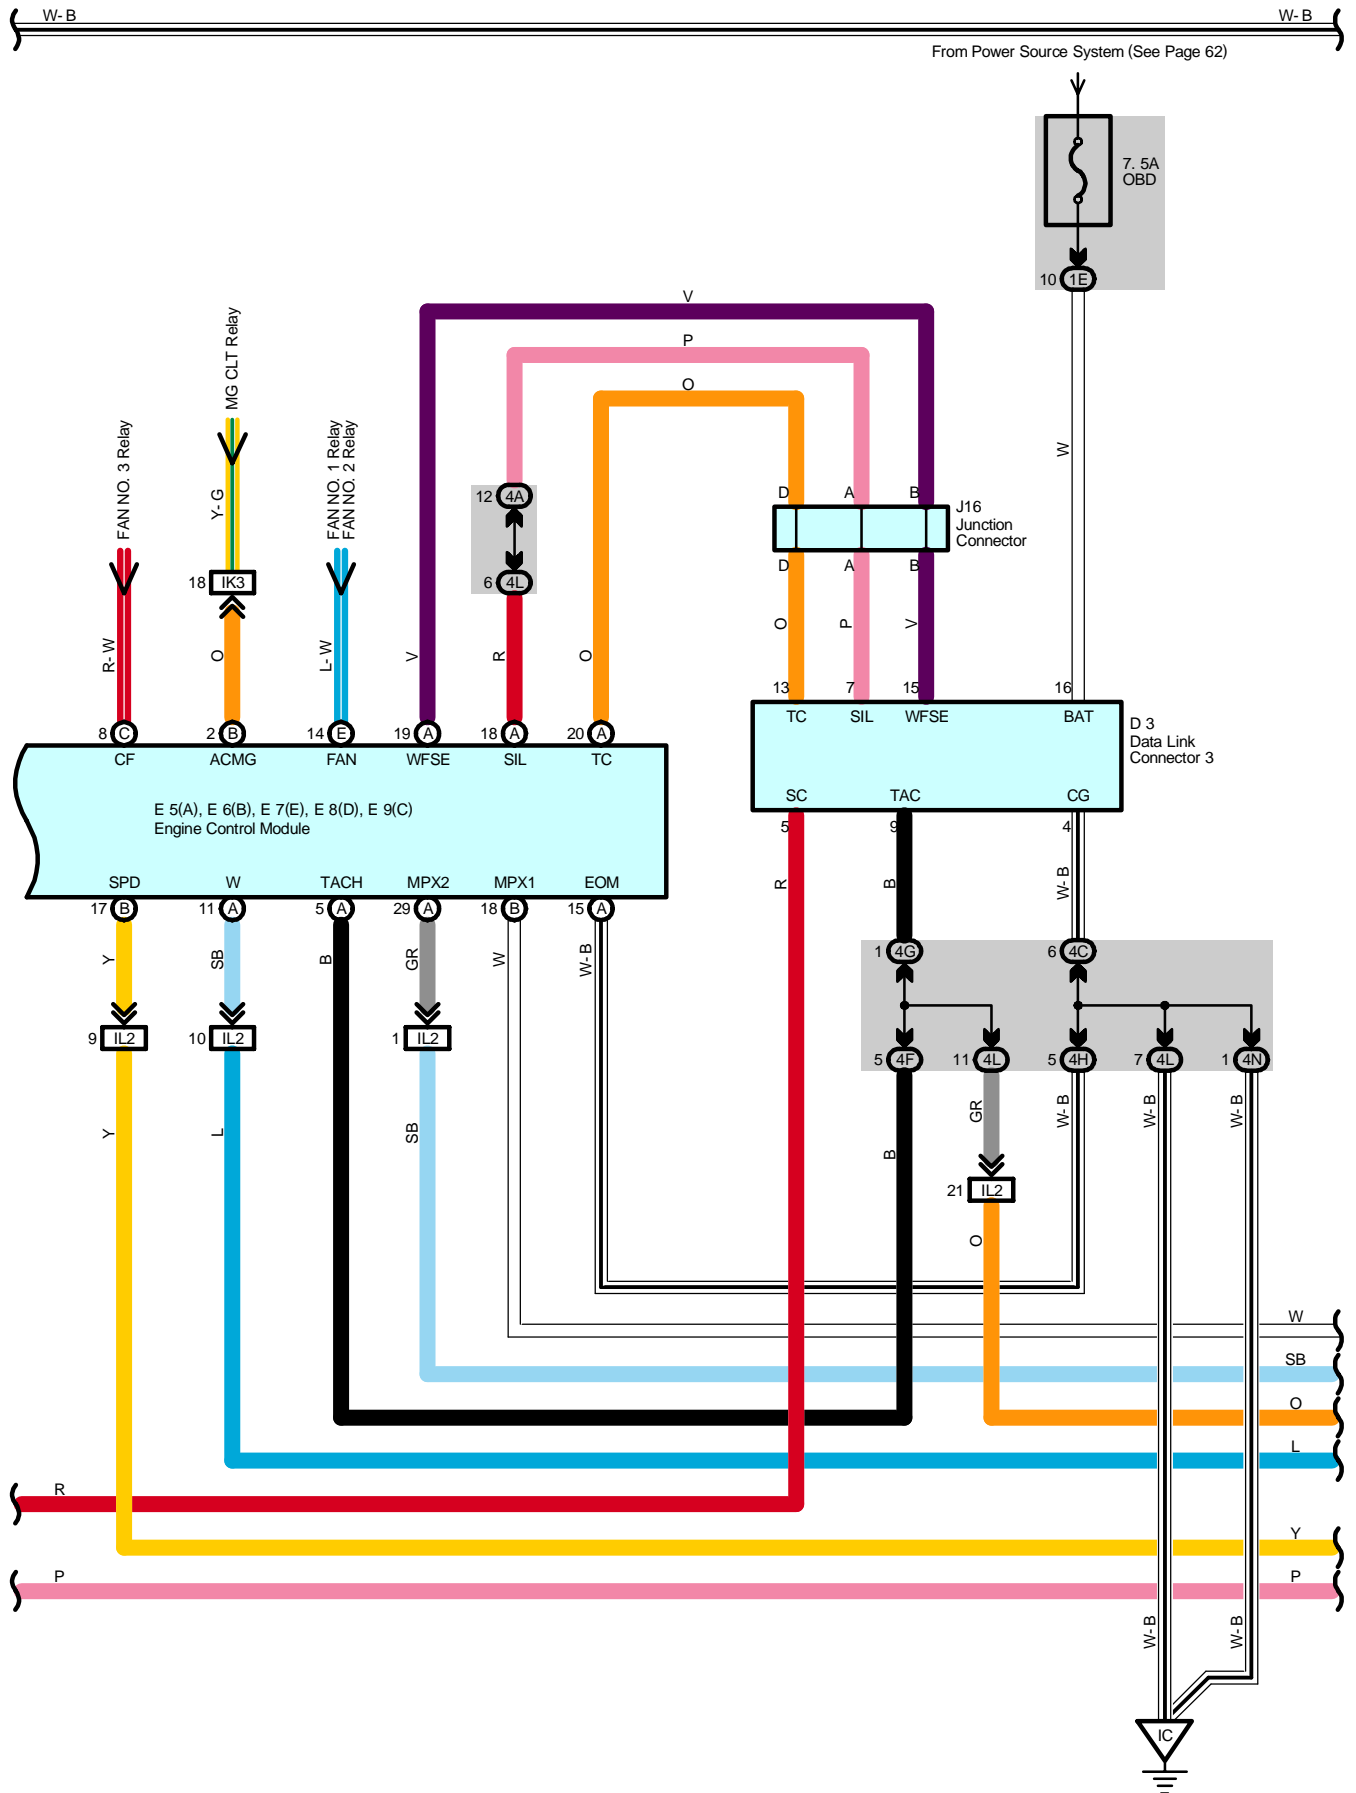 W- B
W- B
From Power Source System (See Page 62)
7. 5A
OBD
10 1E
V
P
O
FAN NO. 3 Relay
MG CLT Relay
FAN NO. 1 Relay
FAN NO. 2 Relay
Y- G
W
12 4A
D A B
J16
Junction
Connector
D A B
18 IK3
6 4L
R- W
O
L- W
V
R
O
O
P
V
13 7 15 16
TC SIL WFSE BAT
D 3
Data Link
Connector 3
SC TAC CG
5 9 4
8 C
2 B
14 E
19 A
18 A
20 A
CF ACMG FAN WFSE SIL TC
E 5(A), E 6(B), E 7(E), E 8(D), E 9(C)
Engine Control Module
SPD W TACH MPX2 MPX1 EOM
17 B
11 A
5 A
29 A
18 B
15 A
R
B
W- B
Y
SB
B
GR
W
W- B
1 4G
6 4C
9 IL2
10 IL2
1 IL2
5 4F
11 4L
5 4H
7 4L
1 4N
Y
L
SB
B
GR
W- B
W- B
W- B
21 IL2
O
W
SB
O
L
R
Y
P
P
W- B
W- B
IC